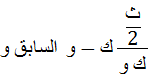 ث
2
و السابق و – ك
ك و